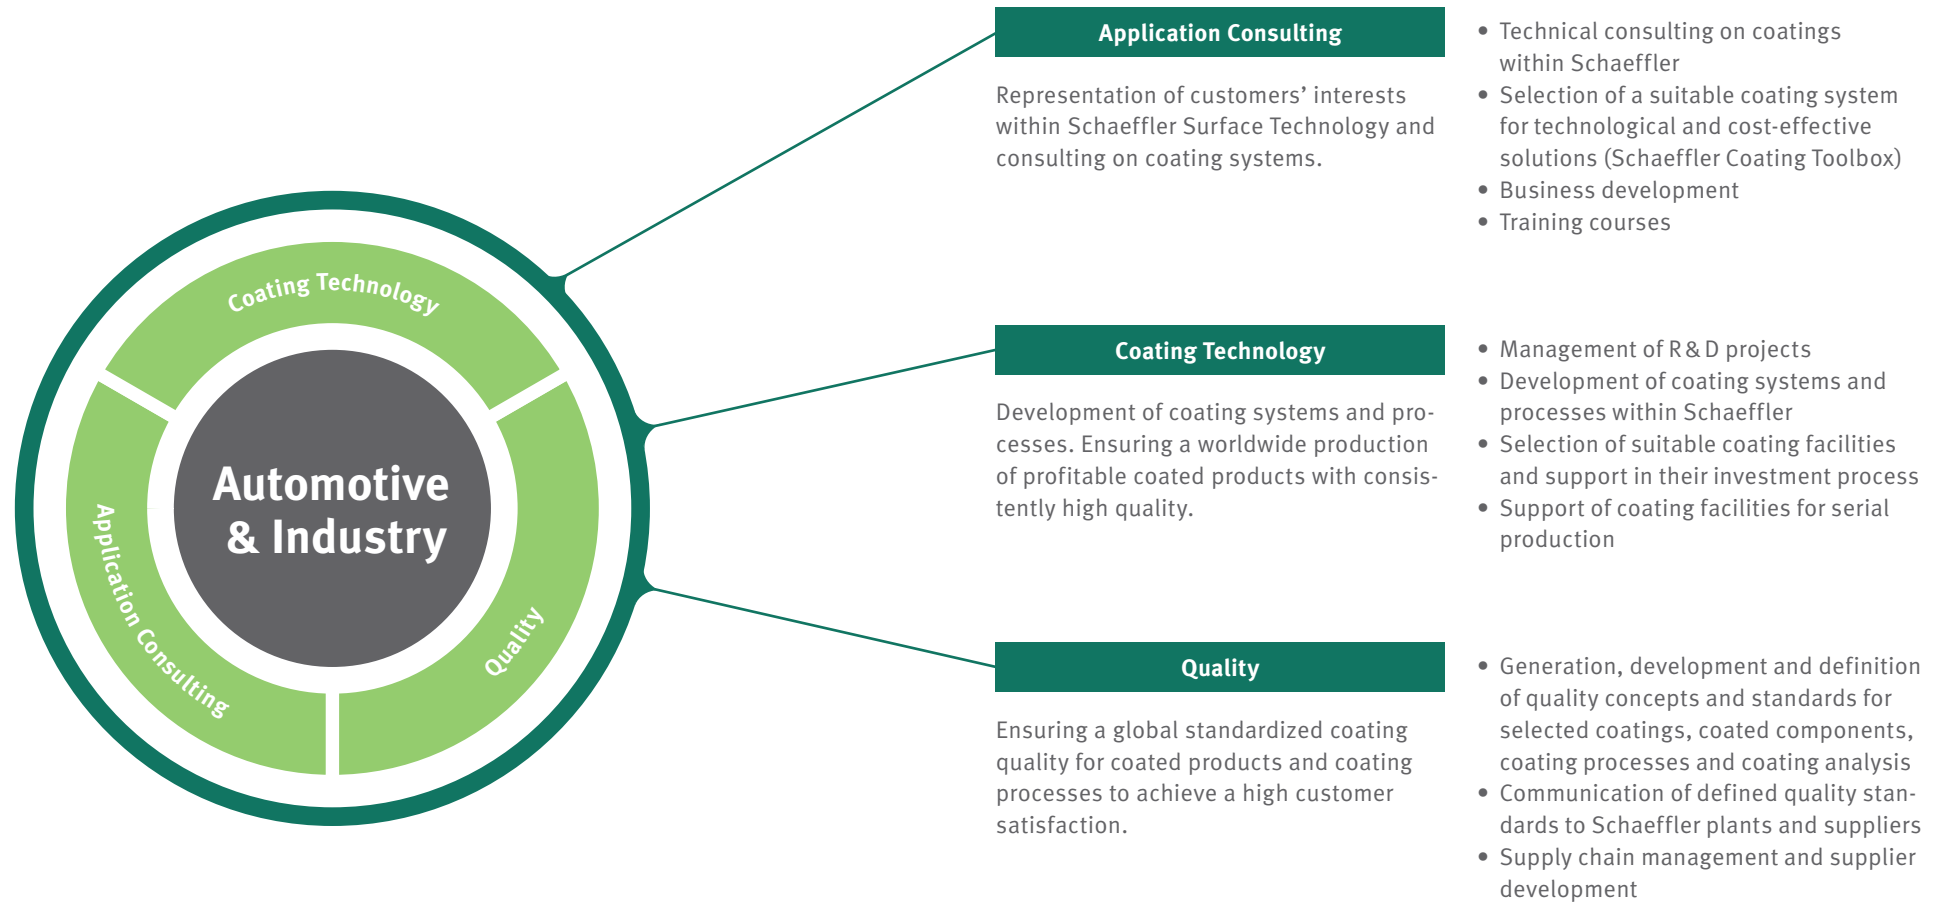 Coating Technology
Application Consulting
Quality
Automotive
& Industry
Application Consulting
Representation of customers’ interests
within Schaeffler Surface Technology and
consulting on coating systems.
• Technical consulting on coatings
within Schaeffler
• Selection of a suitable coating system
for technological and cost-effective
solutions (Schaeffler Coating Toolbox)
• Business development
• Training courses
Coating Technology
Development of coating systems and pro-
cesses. Ensuring a worldwide production
of profitable coated products with consis-
tently high quality.
• Management of R & D projects
• Development of coating systems and
processes within Schaeffler
• Selection of suitable coating facilities
and support in their investment process
• Support of coating facilities for serial
production
Quality
Ensuring a global standardized coating
quality for coated products and coating
processes to achieve a high customer
satisfaction.
• Generation, development and definition
of quality concepts and standards for
selected coatings, coated components,
coating processes and coating analysis
• Communication of defined quality stan-
dards to Schaeffler plants and suppliers
• Supply chain management and supplier
development